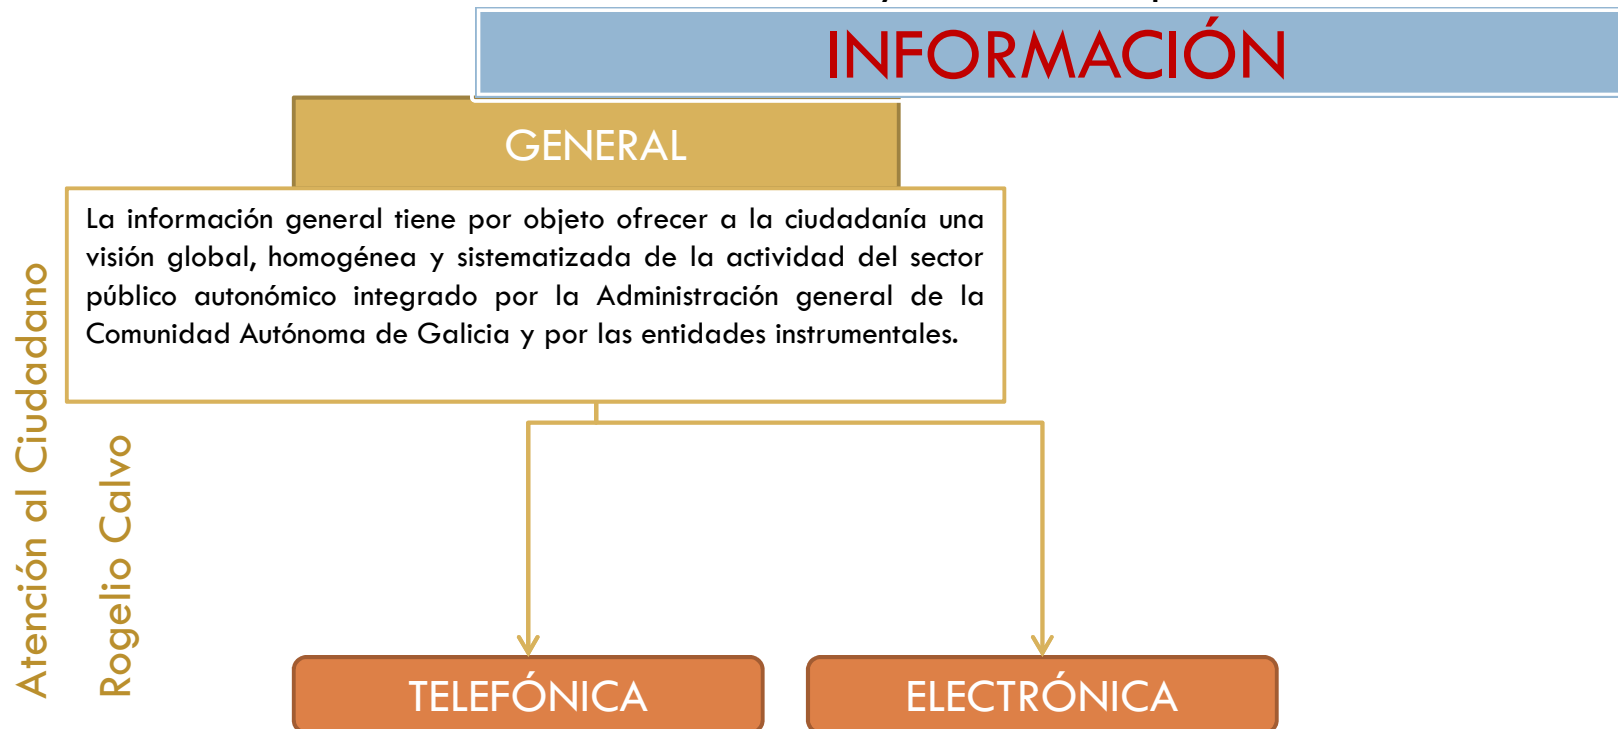 INFORMACIÓN
GENERAL
La información general tiene por objeto ofrecer a la ciudadanía una
visión global, homogénea y sistematizada de la actividad del sector
público autonómico integrado por la Administración general de la
Comunidad Autónoma de Galicia y por las entidades instrumentales.
Atención al Ciudadano
Rogelio Calvo
TELEFÓNICA
ELECTRÓNICA